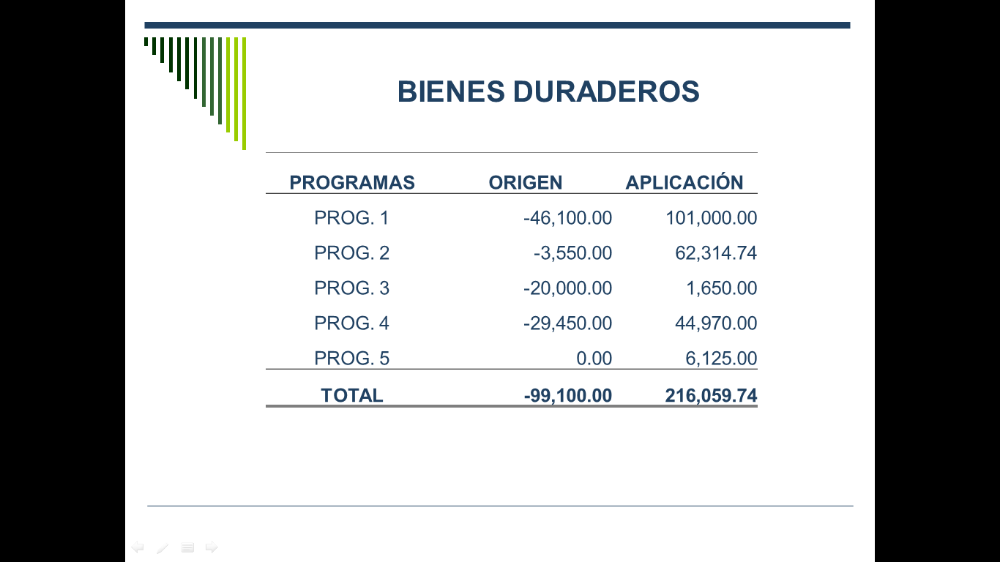 BIENES DURADEROS
PROGRAMAS ORIGEN APLICACIÓN
PROG. 1 -46,100.00 101,000.00
PROG. 2 -3,550.00 62,314.74
PROG. 3 -20,000.00 1,650.00
PROG. 4 -29,450.00 44,970.00
PROG. 5 0.00 6,125.00
TOTAL -99,100.00 216,059.74